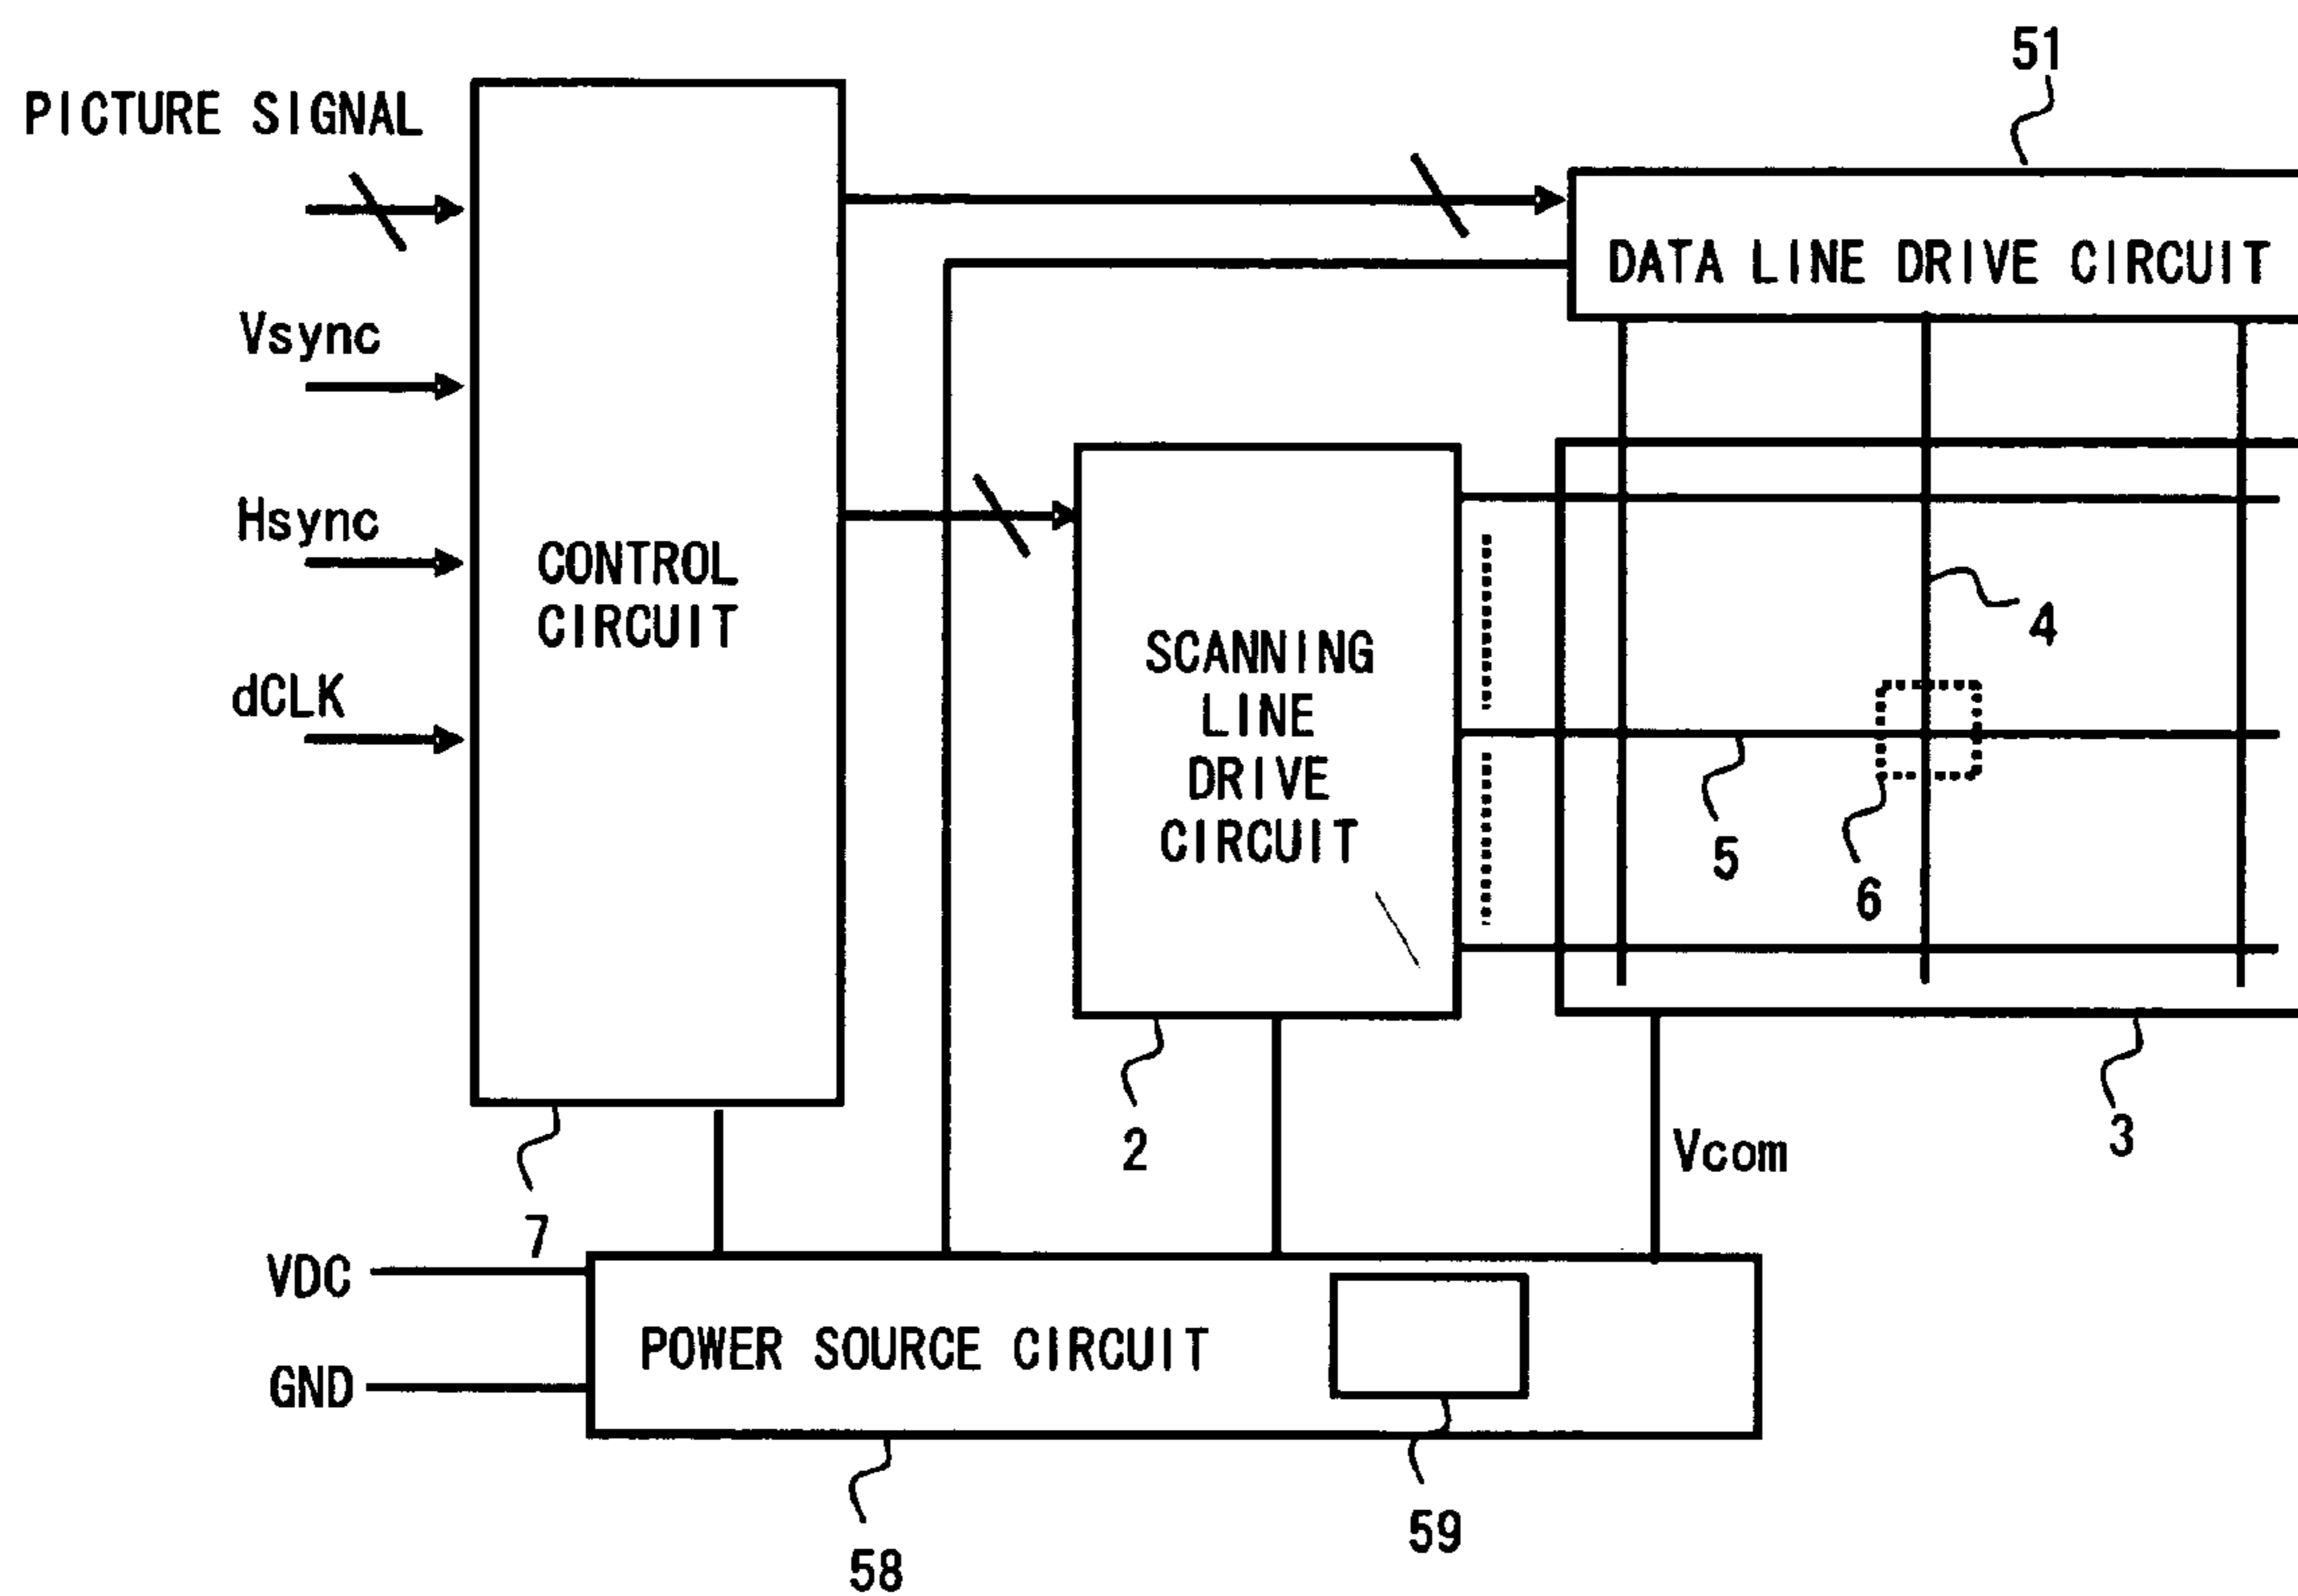 51
PICTURE SIGNAL
DATA LINE DRIVE CIRCUIT
Vsync
Hsync
CONTROL
CIRCUIT
dCLK
SCANNING
LINE
DRIVE
CIRCUIT
4
5
6
2
3
Vcom
7
VDC
POWER SOURCE CIRCUIT
GND
59
58